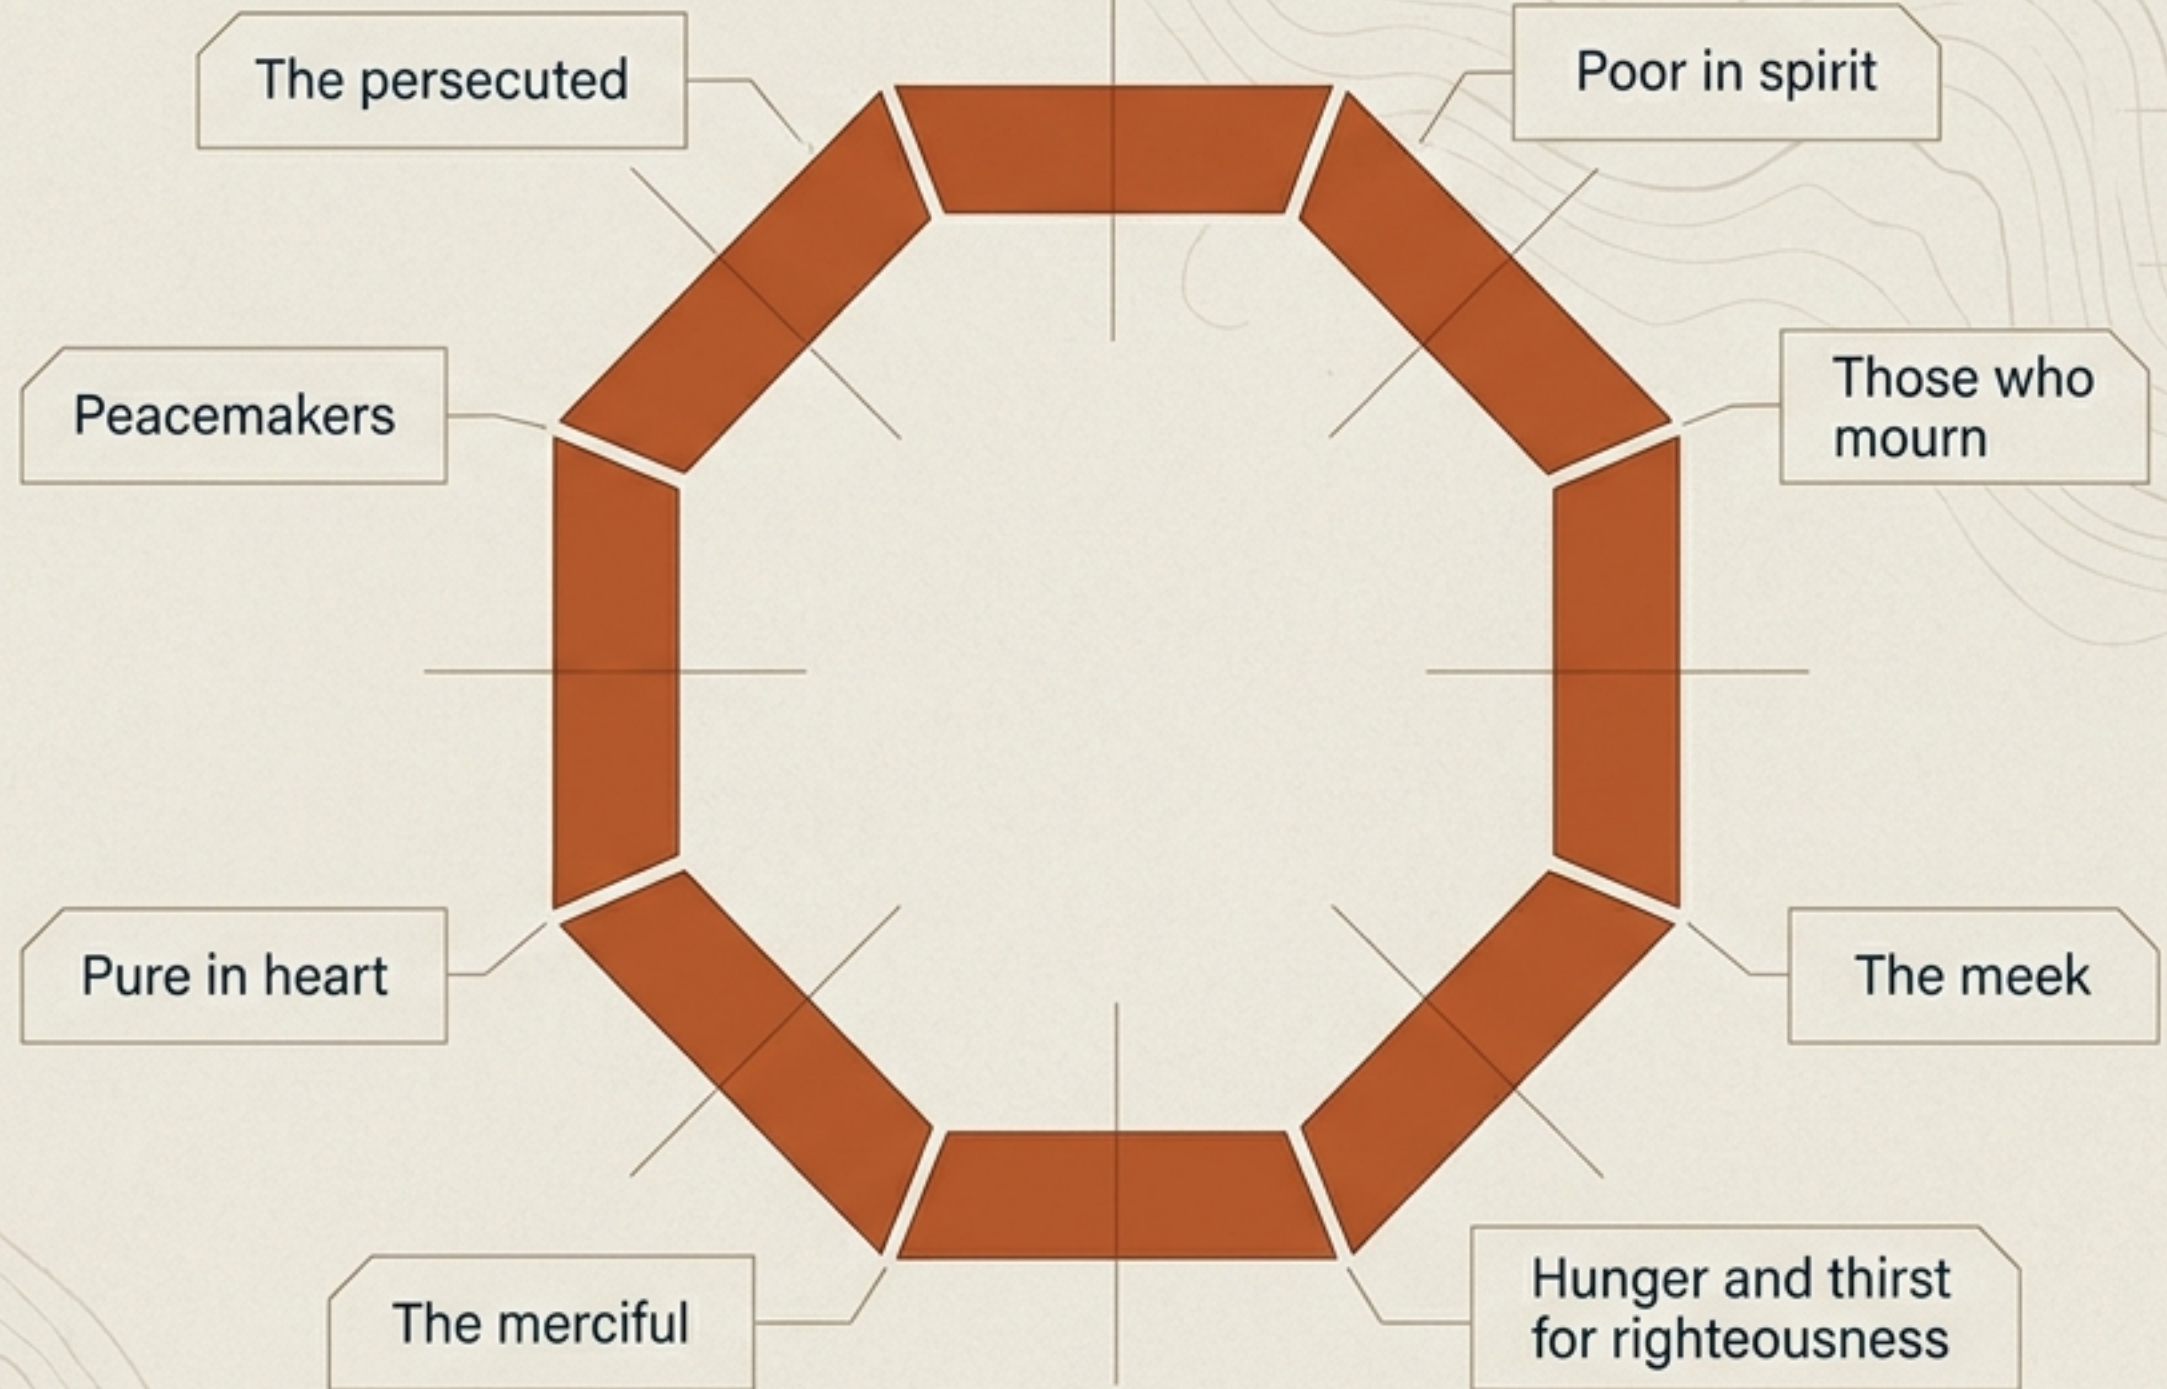 The persecuted
Poor in spirit
Peacemakers
Those who
mourn
Pure in heart
The meek
The merciful
Hunger and thirst
for righteousness